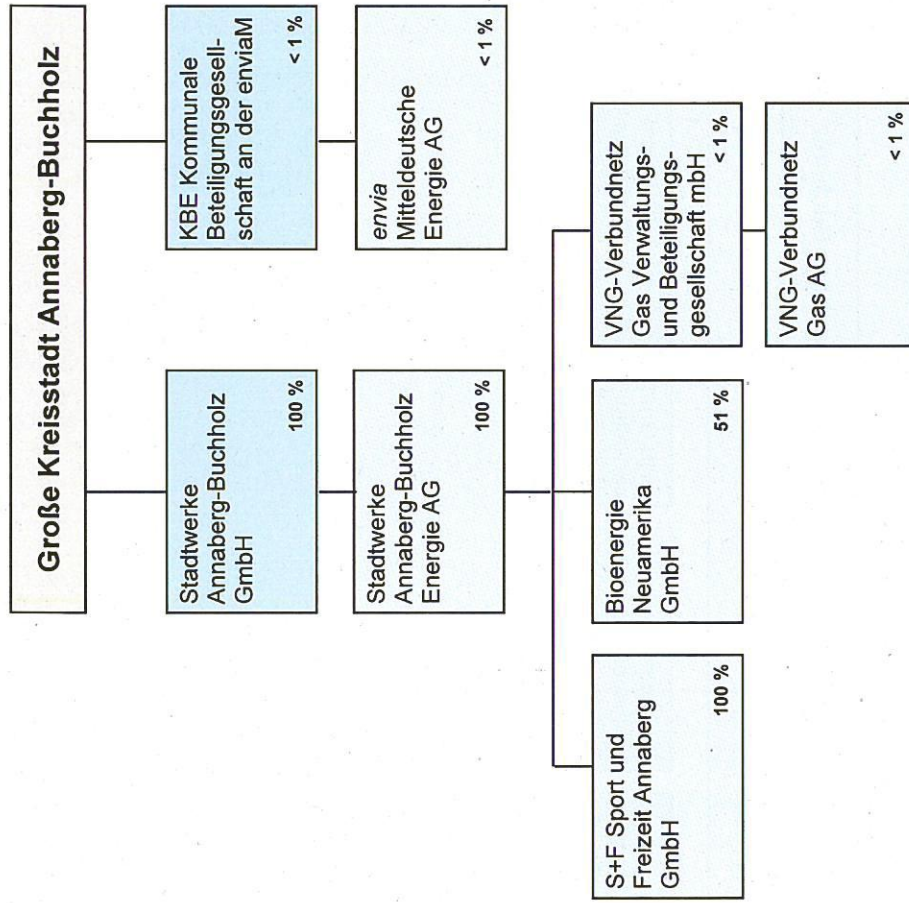 Große Kreisstadt Annaberg-Buchholz
Stadtwerke
Annaberg-Buchholz
GmbH
100 %
KBE Kommunale
Beteiligungsgesell-
schaft an der enviaM
< 1 %
Stadtwerke
Annaberg-Buchholz
Energie AG
100 %
envia
Mitteldeutsche
Energie AG
< 1 %
S+F Sport und
Freizeit Annaberg
GmbH
100 %
Bioenergie
Neuamerika
GmbH
51 %
VNG-Verbundnetz
Gas Verwaltungs-
und Beteiligungs-
gesellschaft mbH
< 1 %
VNG-Verbundnetz
Gas AG
< 1 %